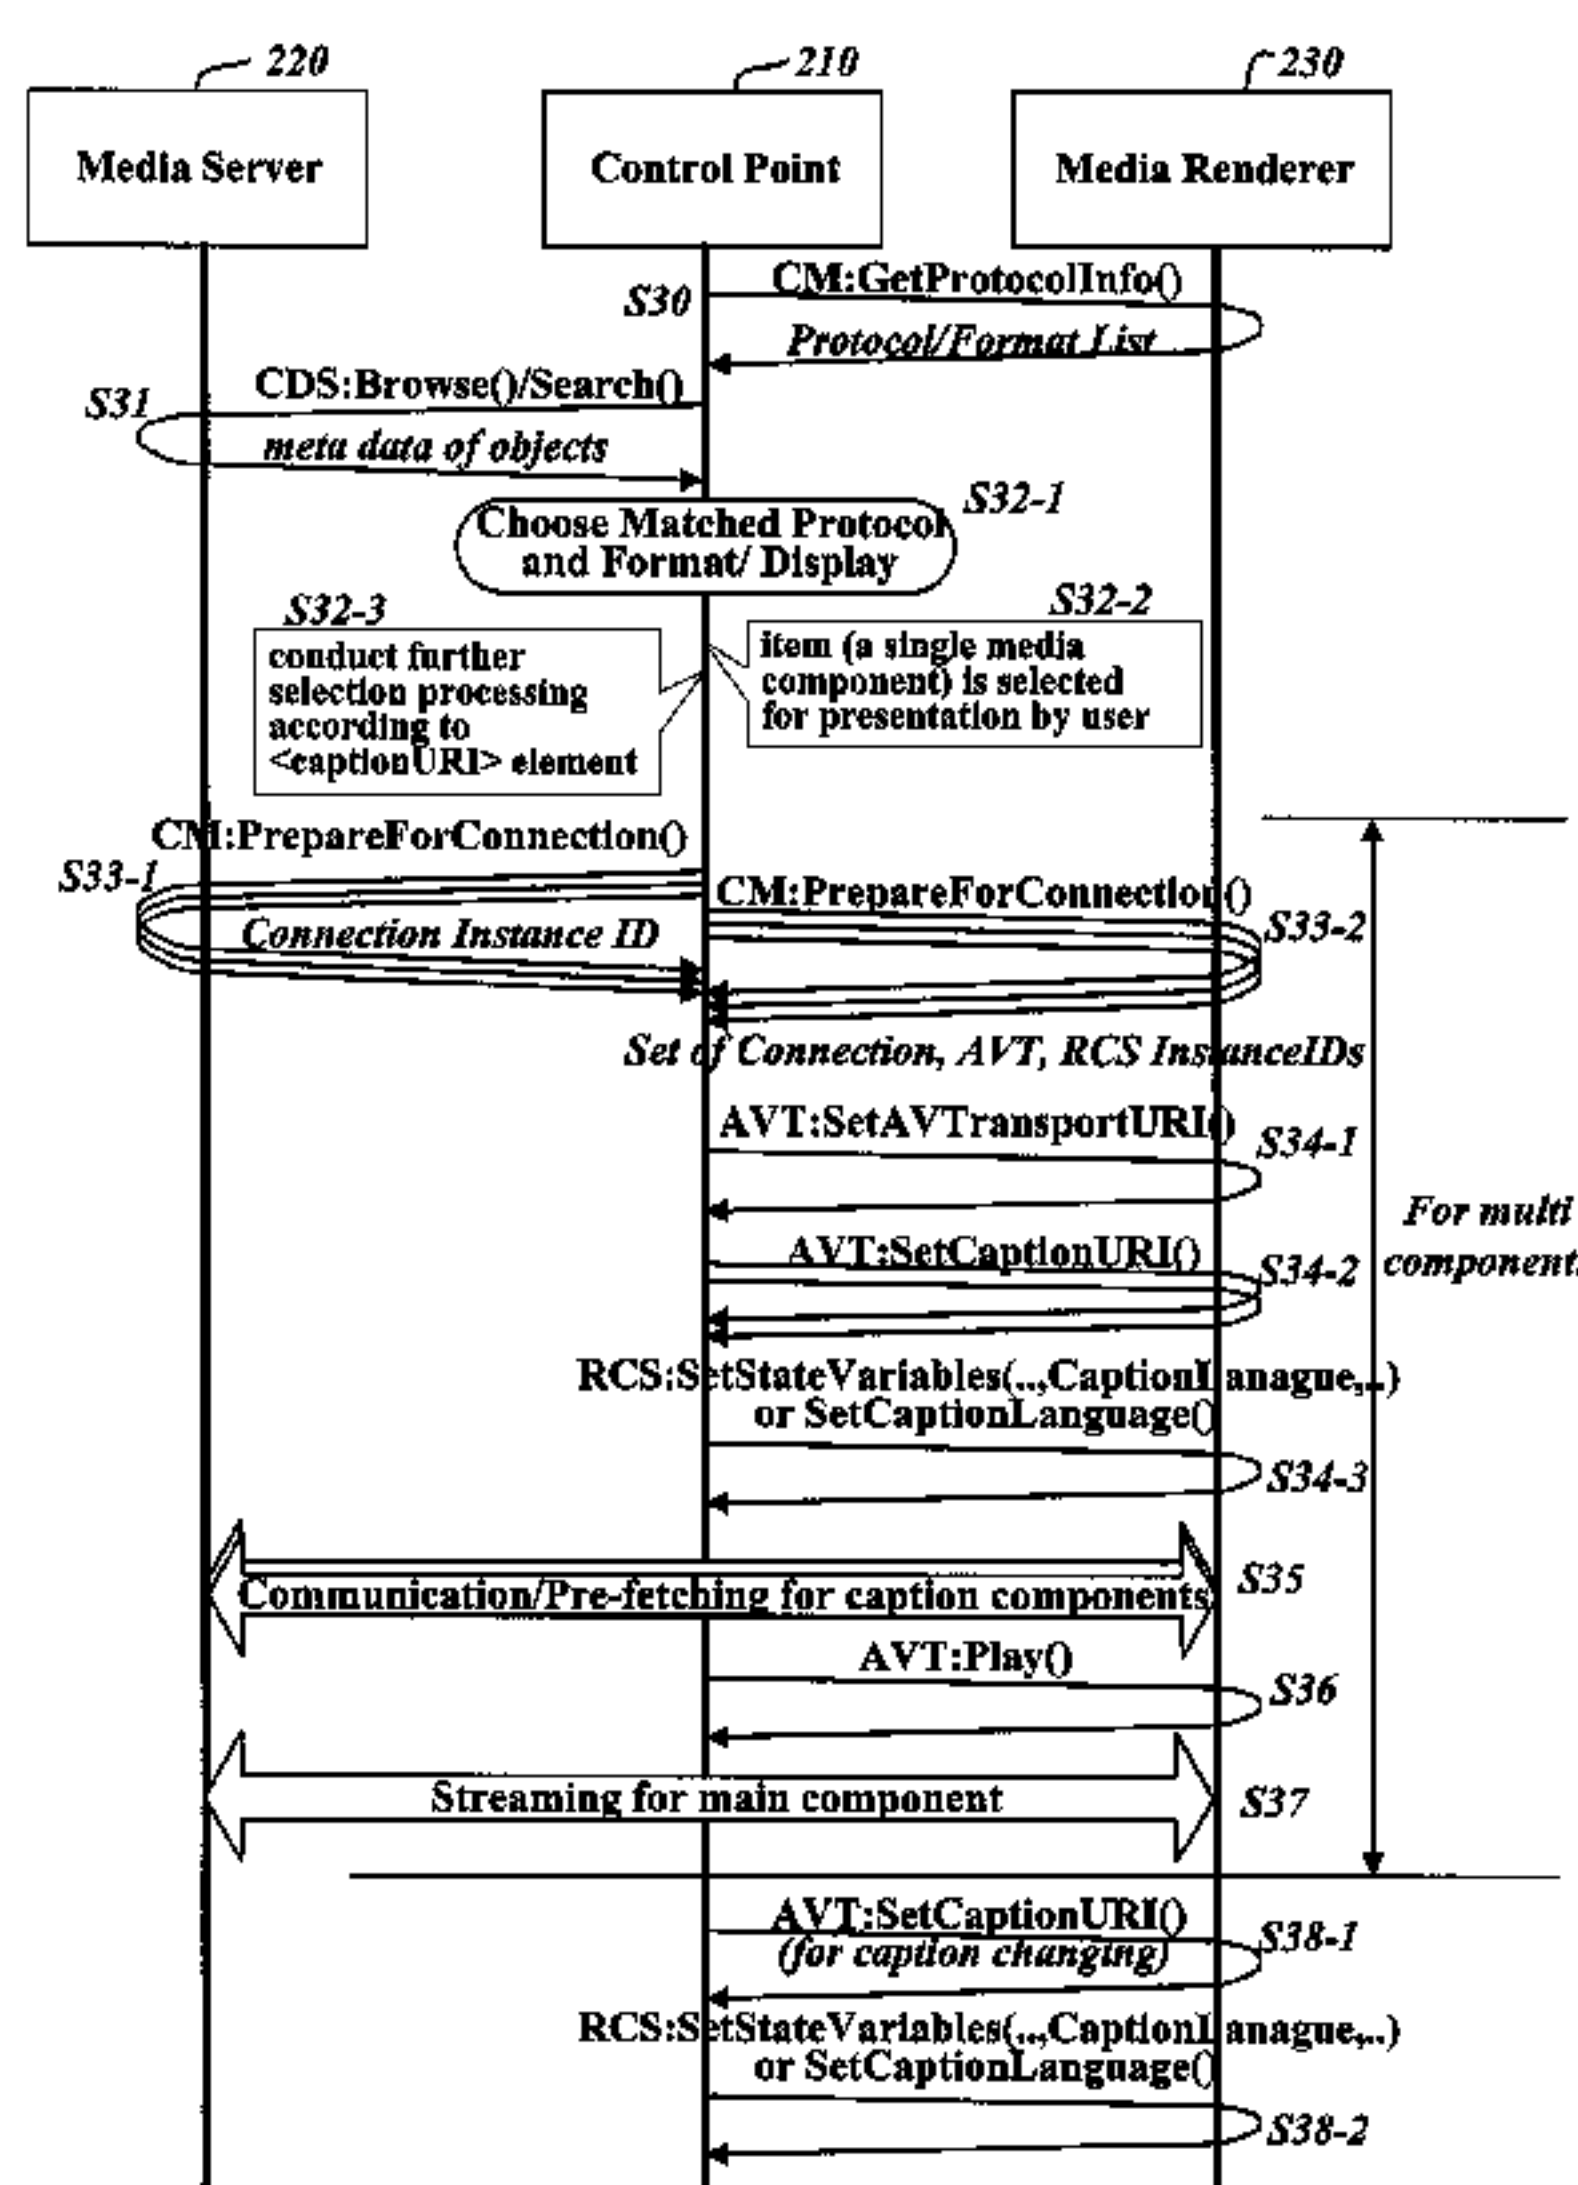 220
210
230
Media Server
Control Point
Media Renderer
CM:GetProtocolInfo()
S30
Protocol/Format List
CDS:Browse()/Search()
S31
meta data of objects
S32-1
Choose Matched Protocol
and Format/ Display
S32-3
S32-2
conduct further
selection processing
according to
<captionURI> element
item (a single media
component) is selected
for presentation by user
CM:PrepareForConnection()
S33-1
CM:PrepareForConnection()
Connection Instance ID
S33-2
Set of Connection, AVT, RCS InstanceIDs
AVT:SetAVTransportURI()
S34-1
For multi
component
AVT:SetCaptionURI()
S34-2
RCS:SetStateVariables(..,CaptionLanague,..)
or SetCaptionLanguage()
S34-3
Communication/Pre-fetching for caption components
S35
AVT:Play()
S36
Streaming for main component
S37
AVT:SetCaptionURI()
(for caption changing)
S38-1
RCS:SetStateVariables(..,CaptionLanague,..)
or SetCaptionLanguage()
S38-2